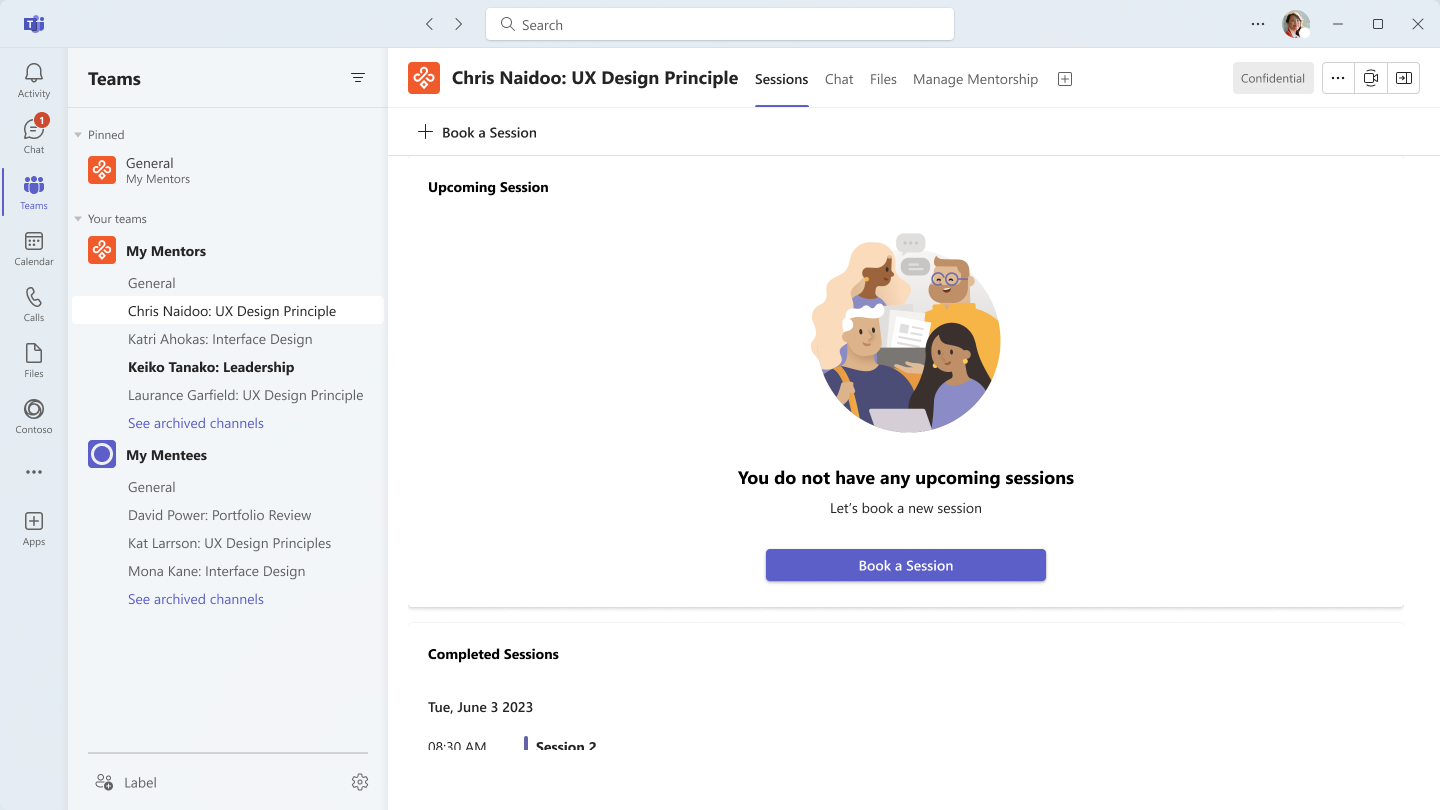 Search
Activity
1
Chat
Teams
Calendar
Calls
Files
Contoso
Apps
Teams
Pinned
General
My Mentors
Your teams
My Mentors
General
Chris Naidoo: UX Design Principle
Katri Ahokas: Interface Design
Keiko Tanako: Leadership
Laurance Garfield: UX Design Principle
See archived channels
My Mentees
General
David Power: Portfolio Review
Kat Larrson: UX Design Principles
Mona Kane: Interface Design
See archived channels
Label
Chris Naidoo: UX Design Principle
Sessions
Chat
Files
Manage Mentorship
Confidential
Book a Session
Upcoming Session
You do not have any upcoming sessions
Let's book a new session
Book a Session
Completed Sessions
Tue, June 3 2023
08:30 AM
Session 2